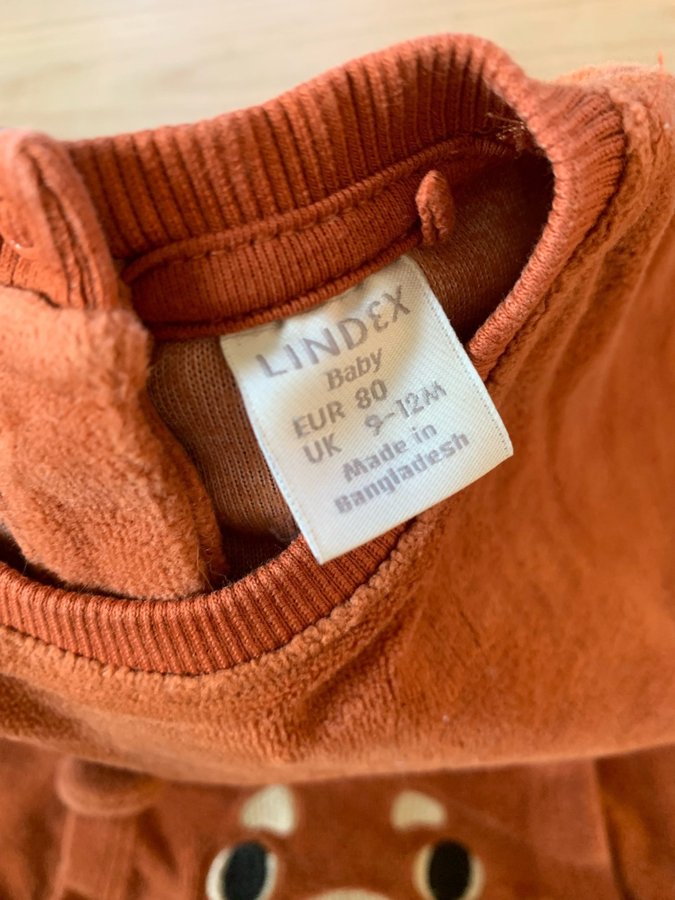 LINDEX
Baby
EUR 80
UK 9-12M
Made in
Bangladesh